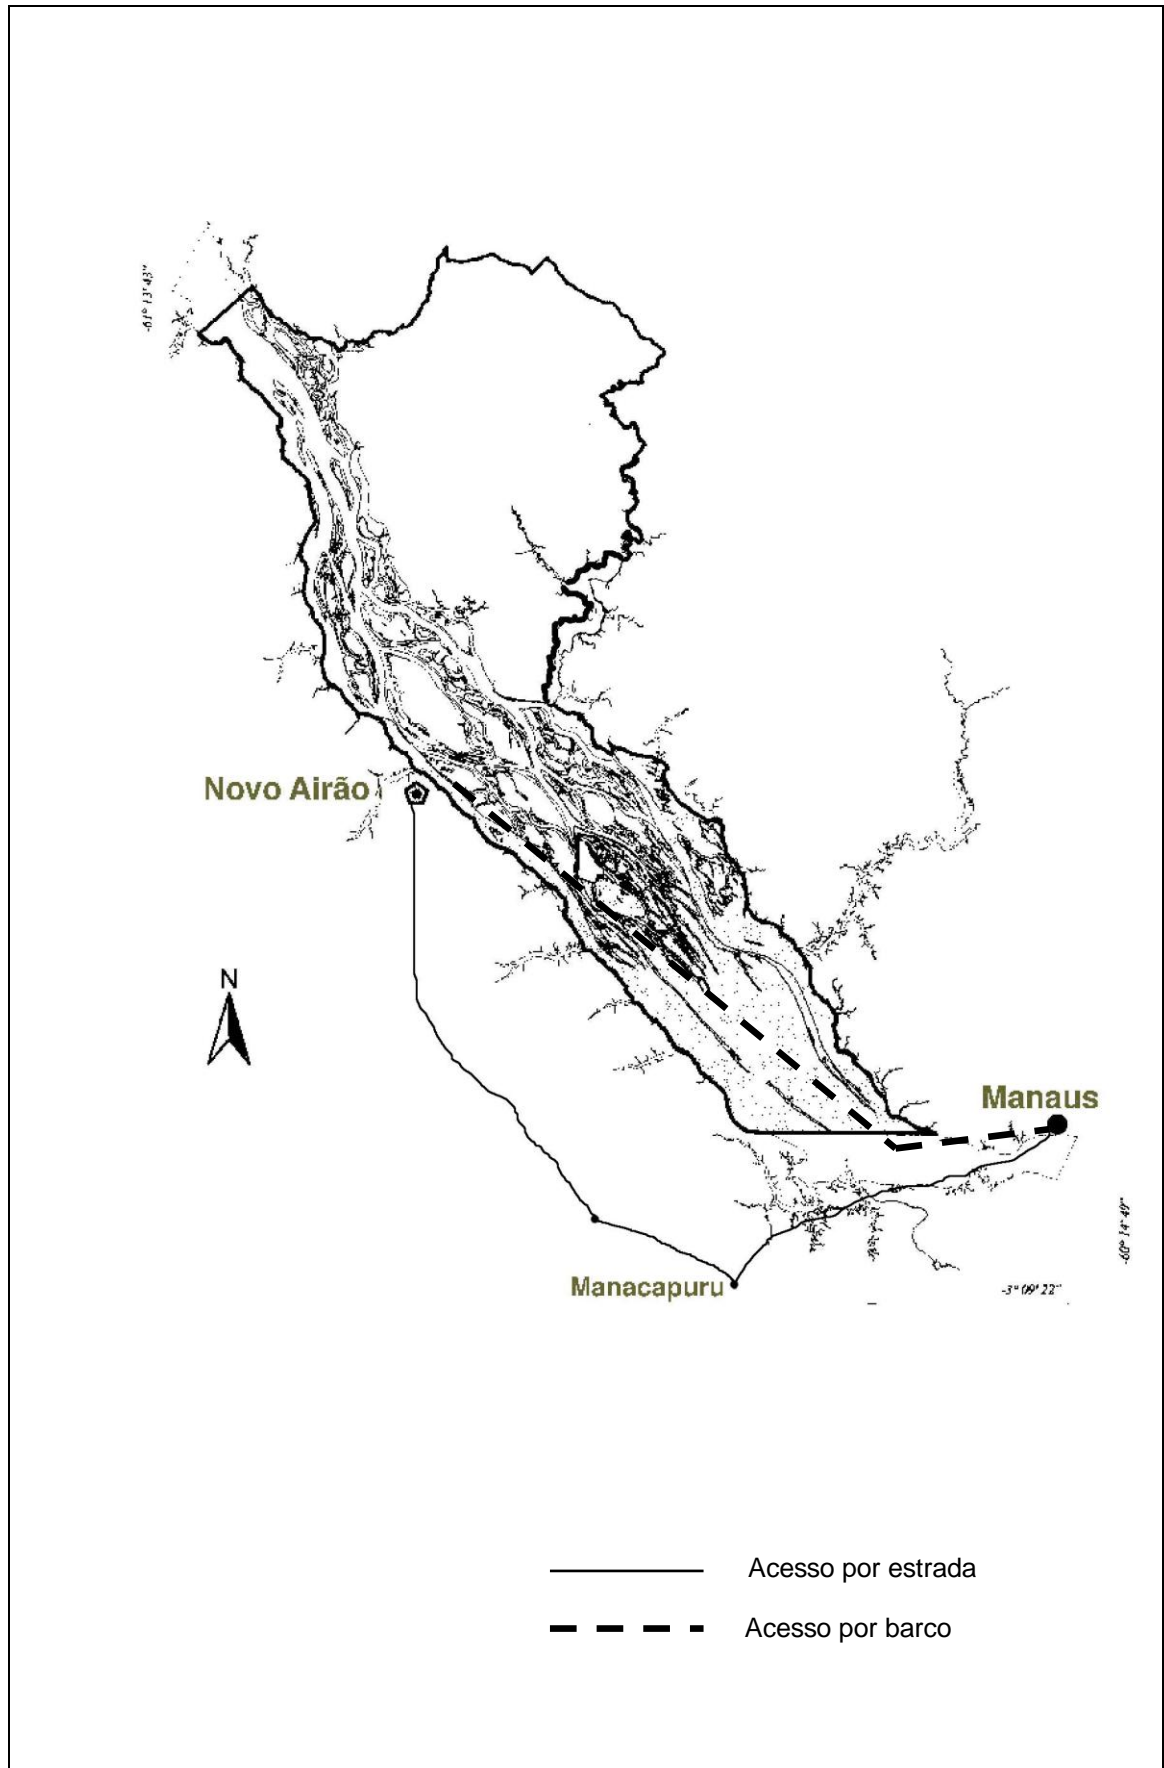 -61° 13' 43"
Novo Airão
N
Manaus
-60° 14' 49"
Manacapuru
-3° 09' 22"
Acesso por estrada
Acesso por barco